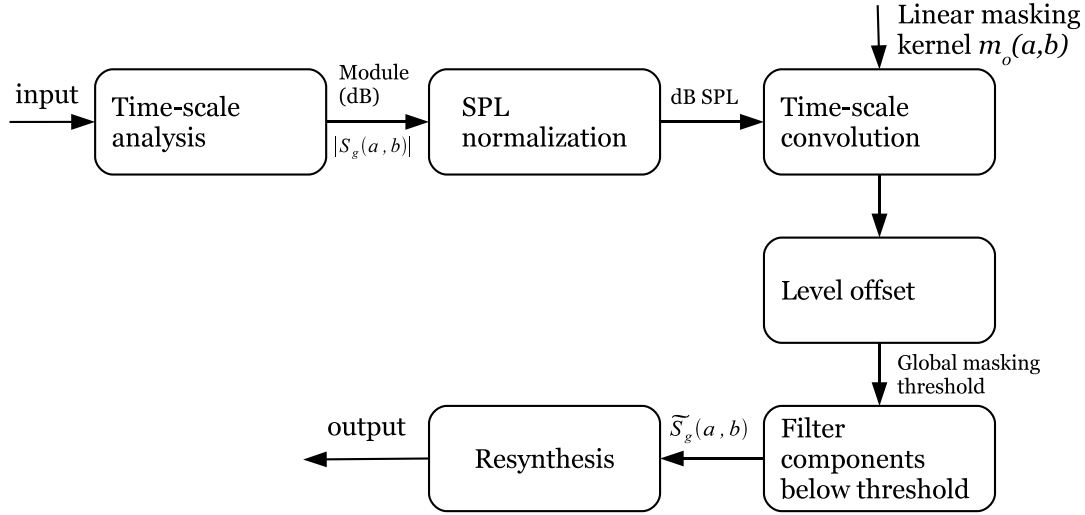 input
Time-scale
analysis
Module
(dB)
|S_g(a,b)|
SPL
normalization
dB SPL
Linear masking
kernel m_o(a,b)
Time-scale
convolution
Level offset
Global masking
threshold
Filter
components
below threshold
S̃_g(a,b)
Resynthesis
output